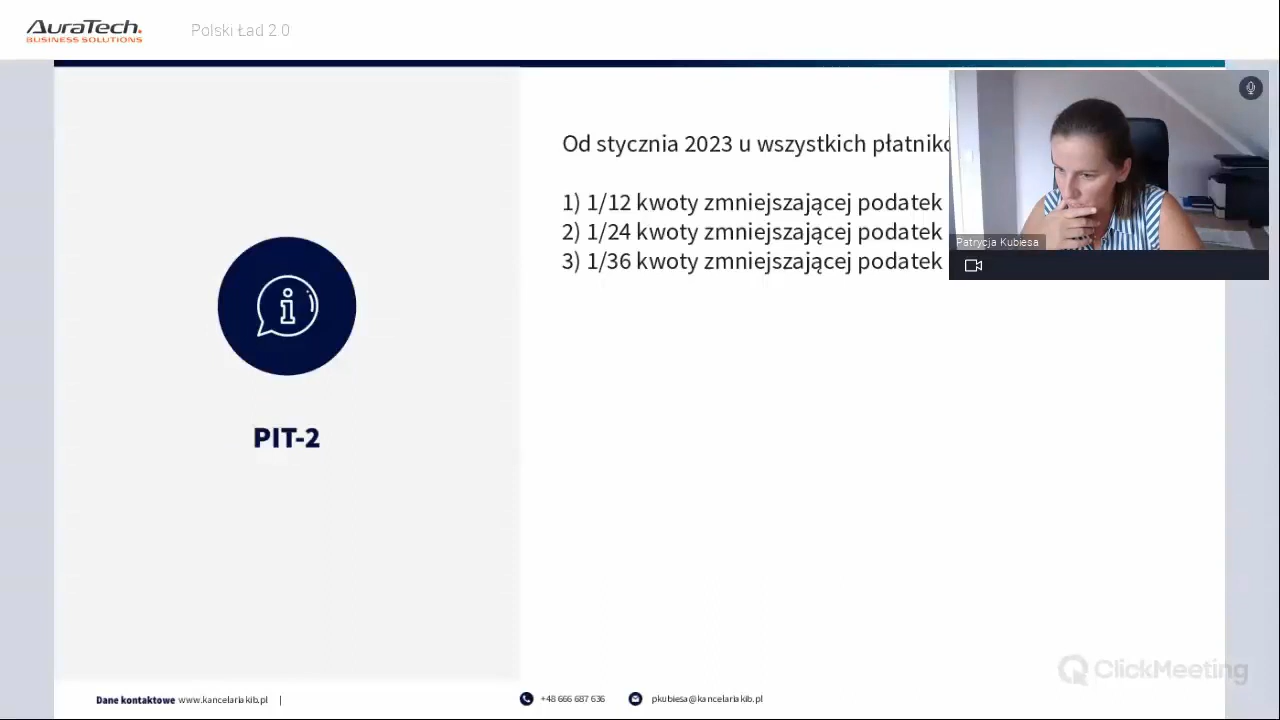 AuraTech.
BUSINESS SOLUTIONS
Polski Ład 2 0
Od stycznia 2023 u wszystkich
1) 1/12 kwoty zmniejszającej podatek
2) 1/24 kwoty zmniejszającej podatek
3) 1/36 kwoty zmniejszającej podatek
Patrycja Kubiesa
PIT-2
ClickMeeting
Dane kontaktowe www.kancelariakib.pl |
+48 666 687 636
pkubiesa@kancelariakib.pl